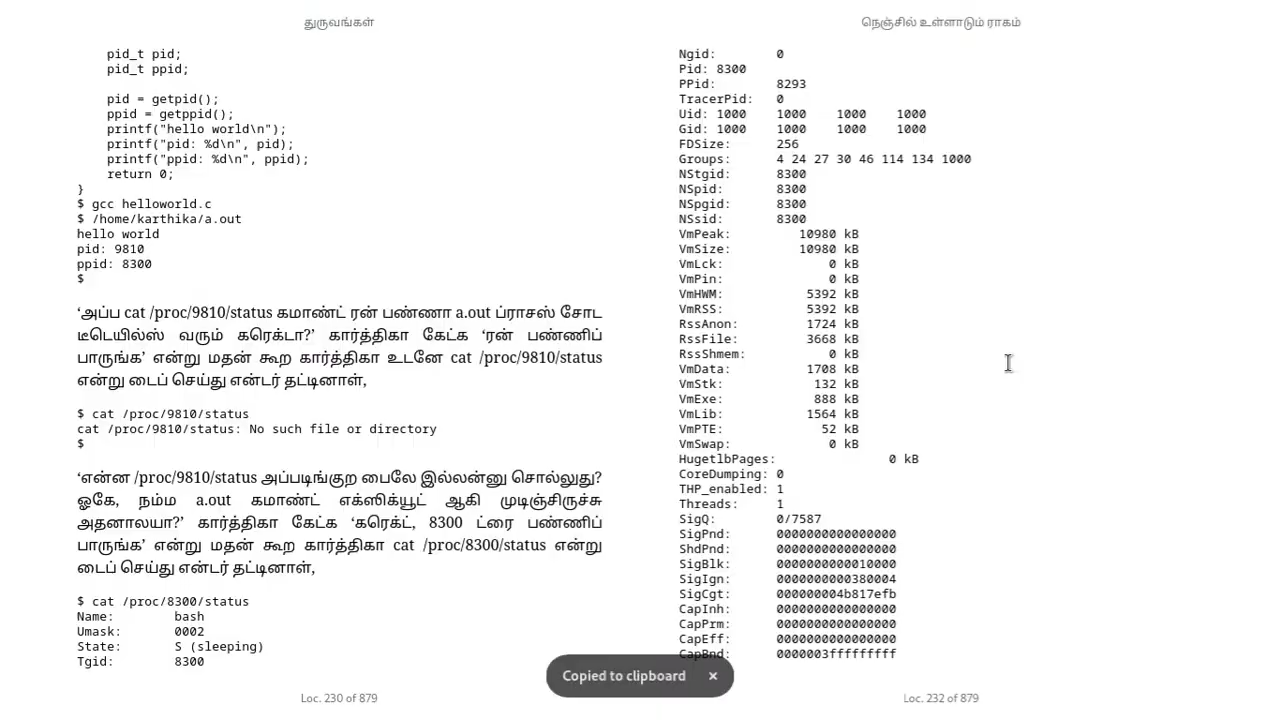 துருவங்கள்
pid_t pid;
pid_t ppid;
pid = getpid();
ppid = getppid();
printf("hello world\n");
printf("pid: %d\n", pid);
printf("ppid: %d\n", ppid);
return 0;
}
$ gcc helloworld.c
$ /home/karthika/a.out
hello world
pid: 9810
ppid: 8300
$
‘அப்ப cat /proc/9810/status கமாண்ட் ரன் பண்ணா a.out ப்ராசஸ் சோட
டீடெயில்ஸ் வரும் கரெக்டா?’ கார்த்திகா கேட்க ‘ரன் பண்ணிப்
பாருங்க’ என்று மதன் கூற கார்த்திகா உடனே cat /proc/9810/status
என்று டைப் செய்து என்டர் தட்டினாள்,
$ cat /proc/9810/status
cat /proc/9810/status: No such file or directory
$
‘என்ன /proc/9810/status அப்படிங்குற பைலே இல்லன்னு சொல்லுது?
ஓகே, நம்ம a.out கமாண்ட் எக்ஸிக்யூட் ஆகி முடிஞ்சிருச்சு
அதனாலயா?’ கார்த்திகா கேட்க ‘கரெக்ட், 8300 ட்ரை பண்ணிப்
பாருங்க’ என்று மதன் கூற கார்த்திகா cat /proc/8300/status என்று
டைப் செய்து என்டர் தட்டினாள்,
$ cat /proc/8300/status
Name: bash
Umask: 0002
State: S (sleeping)
Tgid: 8300
Loc. 230 of 879
நெஞ்சில் உள்ளாடும் ராகம்
Ngid: 0
Pid: 8300
PPid: 8293
TracerPid: 0
Uid: 1000 1000 1000 1000
Gid: 1000 1000 1000 1000
FDSize: 256
Groups: 4 24 27 30 46 114 134 1000
NStgid: 8300
NSpid: 8300
NSpgid: 8300
NSsid: 8300
VmPeak: 10980 kB
VmSize: 10980 kB
VmLck: 0 kB
VmPin: 0 kB
VmHWM: 5392 kB
VmRSS: 5392 kB
RssAnon: 1724 kB
RssFile: 3668 kB
RssShmem: 0 kB
VmData: 1708 kB
VmStk: 132 kB
VmExe: 888 kB
VmLib: 1564 kB
VmPTE: 52 kB
VmSwap: 0 kB
HugetlbPages: 0 kB
CoreDumping: 0
THP_enabled: 1
Threads: 1
SigQ: 0/7587
SigPnd: 0000000000000000
ShdPnd: 0000000000000000
SigBlk: 0000000000010000
SigIgn: 0000000000380004
SigCgt: 000000004b817efb
CapInh: 0000000000000000
CapPrm: 0000000000000000
CapEff: 0000000000000000
CapBnd: 0000003fffffffff
Loc. 232 of 879
Copied to clipboard ×